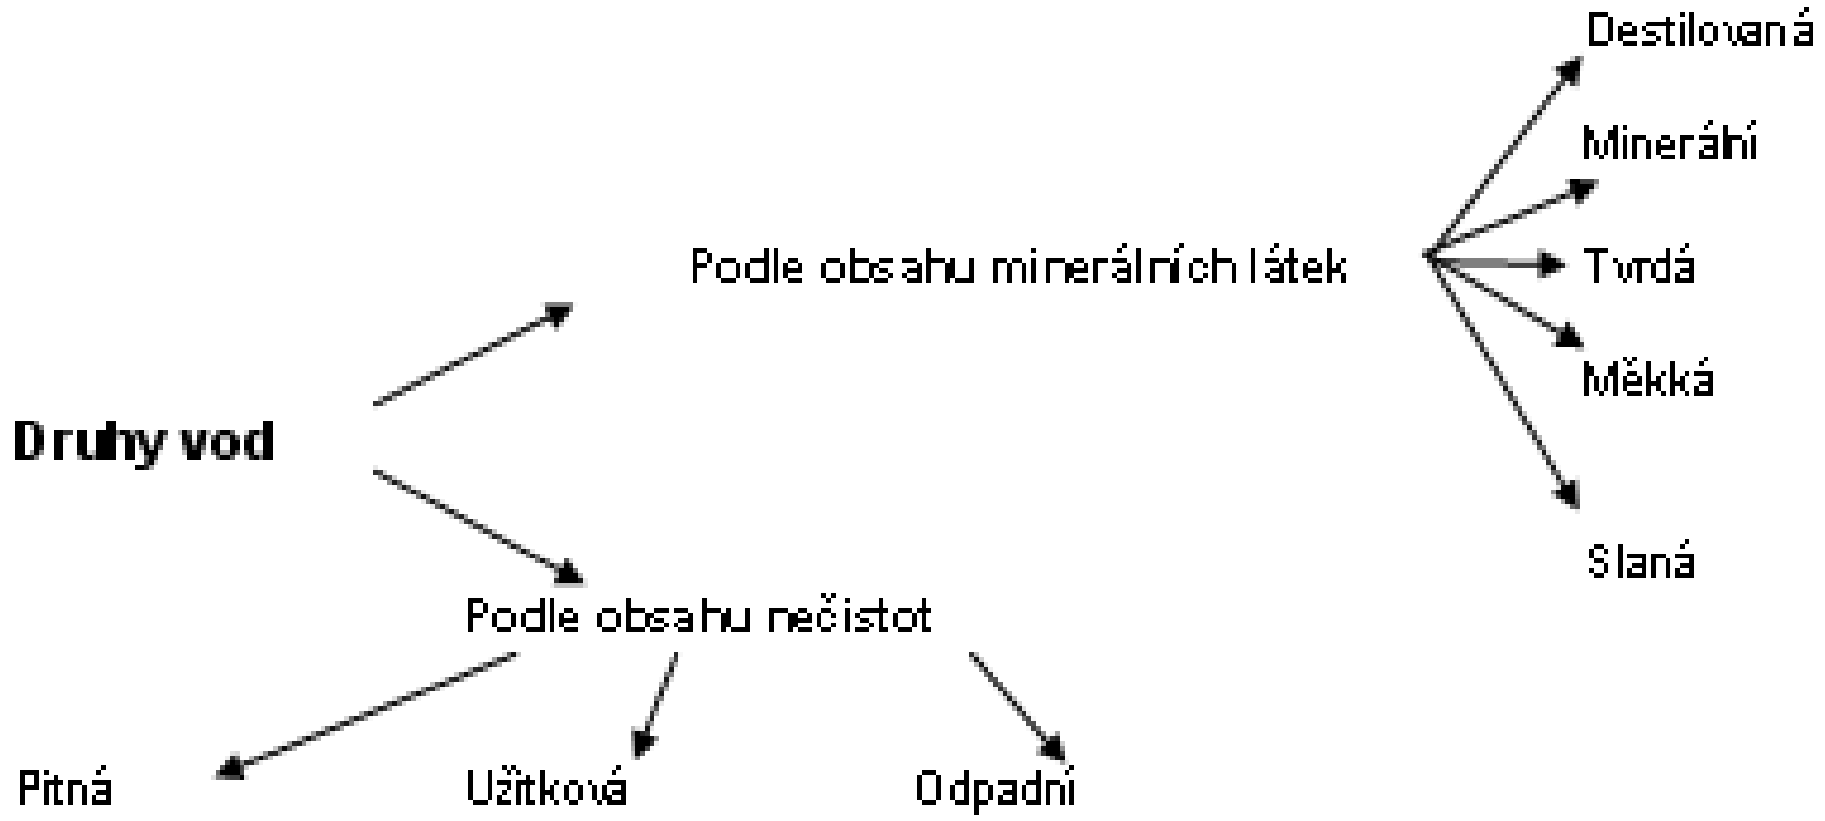 Destilovaná
Minerální
Podle obsahu minerálních látek
Tvrdá
Měkká
Druhy vod
Slaná
Podle obsahu nečistot
Pitná
Užitková
Odpadní